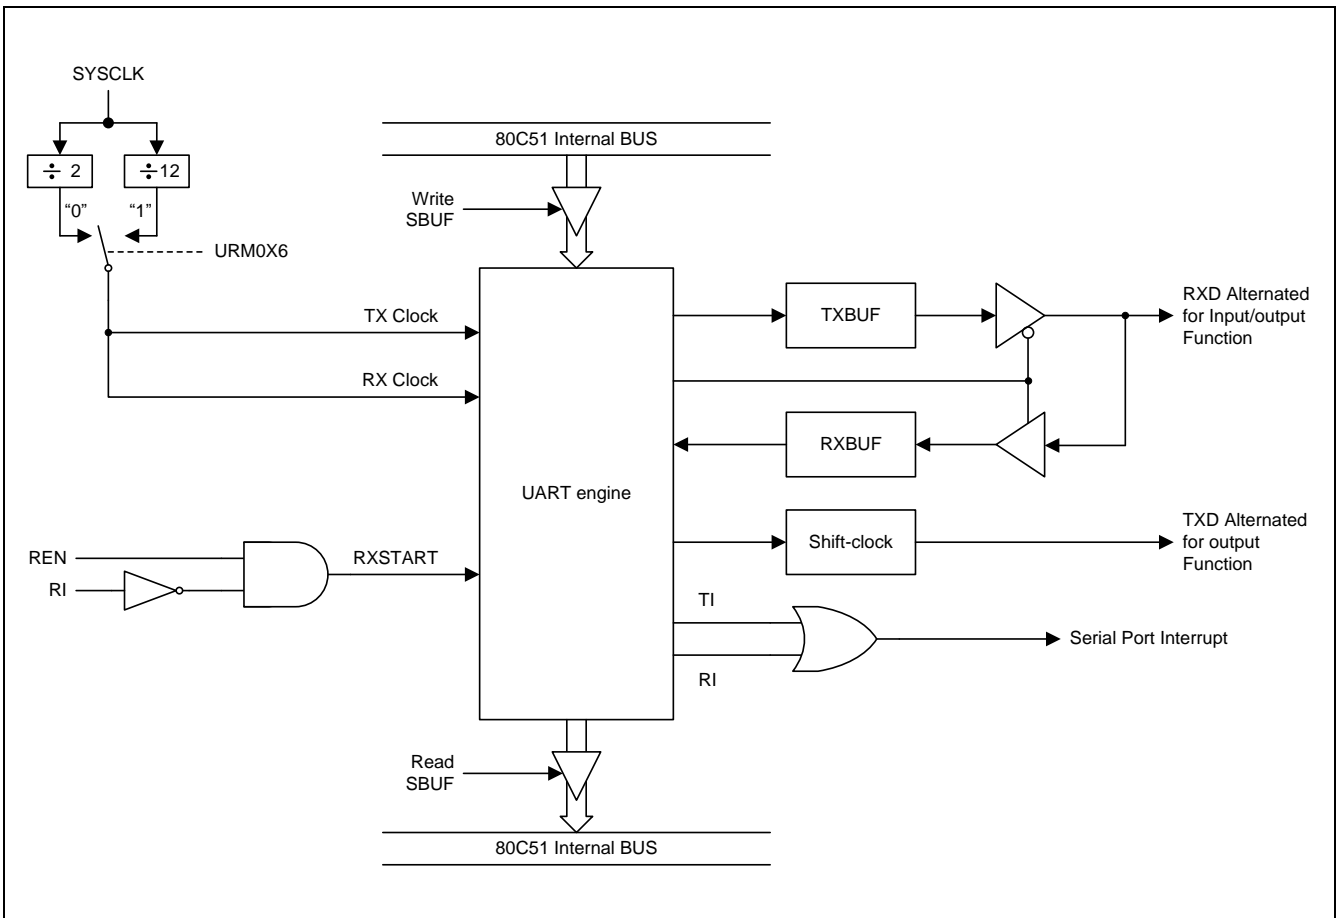 SYSCLK
÷ 2
÷12
“0”
“1”
URM0X6
80C51 Internal BUS
Write
SBUF
TX Clock
RX Clock
TXBUF
RXD Alternated
for Input/output
Function
RXBUF
UART engine
REN
RI
RXSTART
Shift-clock
TXD Alternated
for output
Function
TI
RI
Serial Port Interrupt
Read
SBUF
80C51 Internal BUS